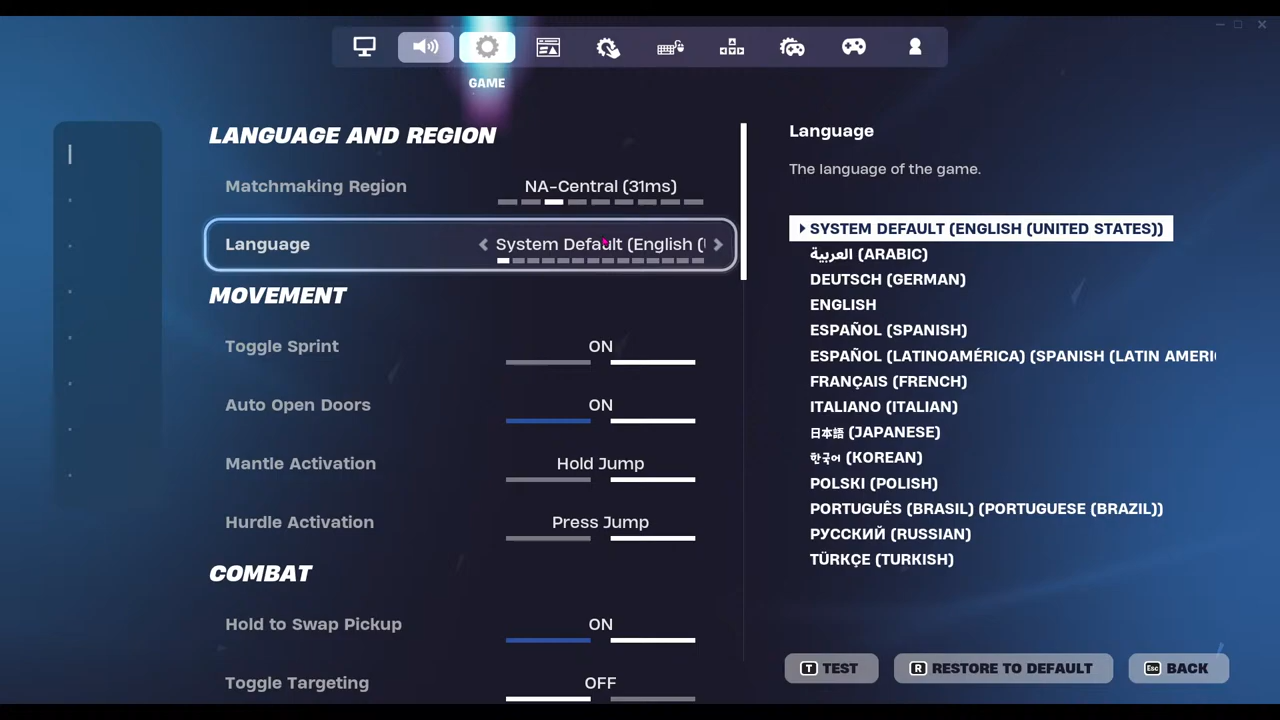 GAME
LANGUAGE AND REGION
Matchmaking Region
NA-Central (31ms)
Language
System Default (English (
MOVEMENT
Toggle Sprint
ON
Auto Open Doors
ON
Mantle Activation
Hold Jump
Hurdle Activation
Press Jump
COMBAT
Hold to Swap Pickup
ON
Toggle Targeting
OFF
Language
The language of the game.
SYSTEM DEFAULT (ENGLISH (UNITED STATES))
العربية (ARABIC)
DEUTSCH (GERMAN)
ENGLISH
ESPAÑOL (SPANISH)
ESPAÑOL (LATINOAMÉRICA) (SPANISH (LATIN AMERI
FRANÇAIS (FRENCH)
ITALIANO (ITALIAN)
日本語 (JAPANESE)
한국어 (KOREAN)
POLSKI (POLISH)
PORTUGUÊS (BRASIL) (PORTUGUESE (BRAZIL))
РУССКИЙ (RUSSIAN)
TÜRKÇE (TURKISH)
T TEST
R RESTORE TO DEFAULT
Esc BACK